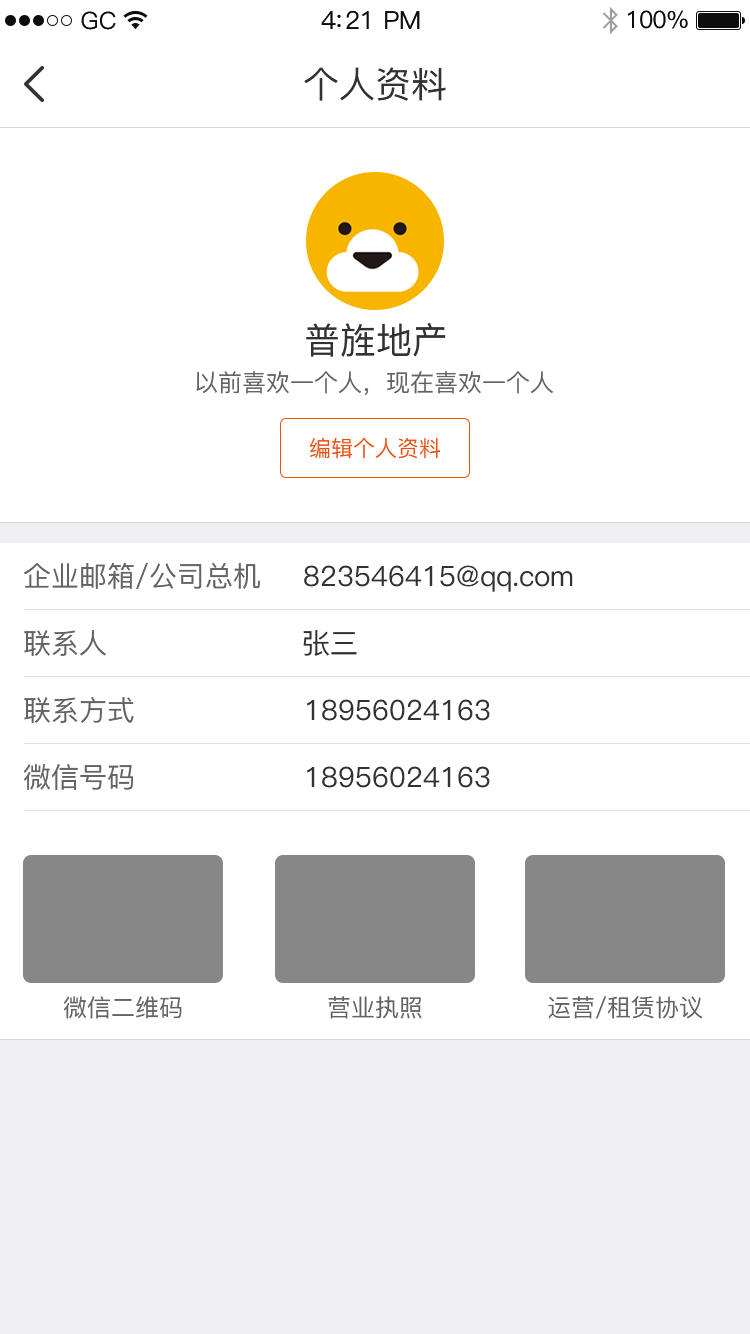 GC 4:21 PM 100%
个人资料
普旌地产
以前喜欢一个人，现在喜欢一个人
编辑个人资料
企业邮箱/公司总机 823546415@qq.com
联系人 张三
联系方式 18956024163
微信号码 18956024163
微信二维码 营业执照 运营/租赁协议